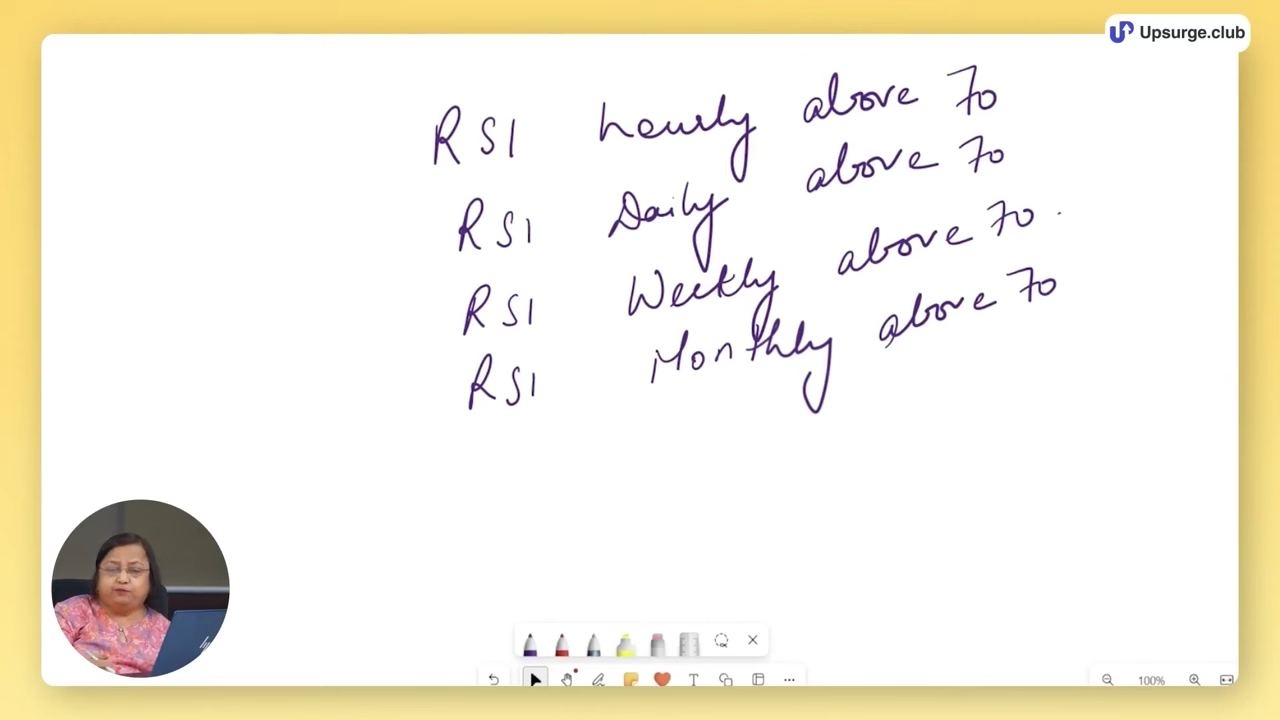 Upsurge.club
RSI hourly above 70
RSI Daily above 70
RSI Weekly above 70.
RSI Monthly above 70
hp
100%